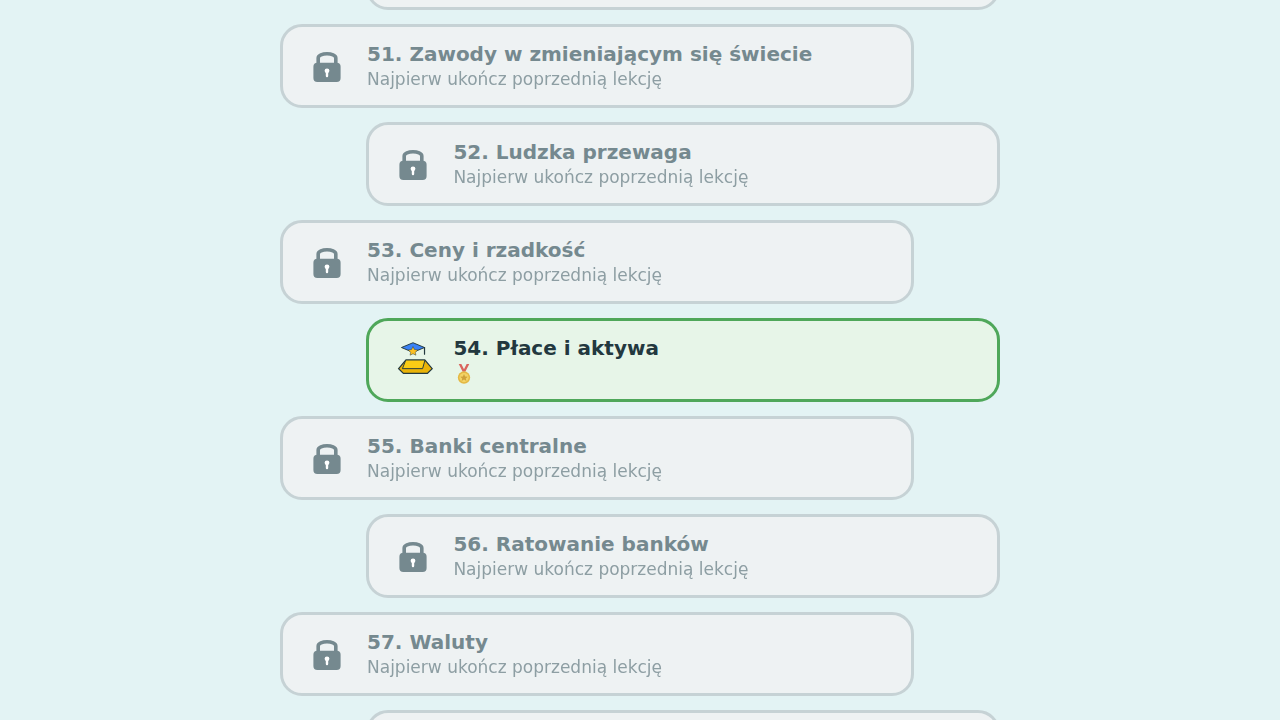 51. Zawody w zmieniającym się świecie
Najpierw ukończ poprzednią lekcję
52. Ludzka przewaga
Najpierw ukończ poprzednią lekcję
53. Ceny i rzadkość
Najpierw ukończ poprzednią lekcję
54. Płace i aktywa
55. Banki centralne
Najpierw ukończ poprzednią lekcję
56. Ratowanie banków
Najpierw ukończ poprzednią lekcję
57. Waluty
Najpierw ukończ poprzednią lekcję